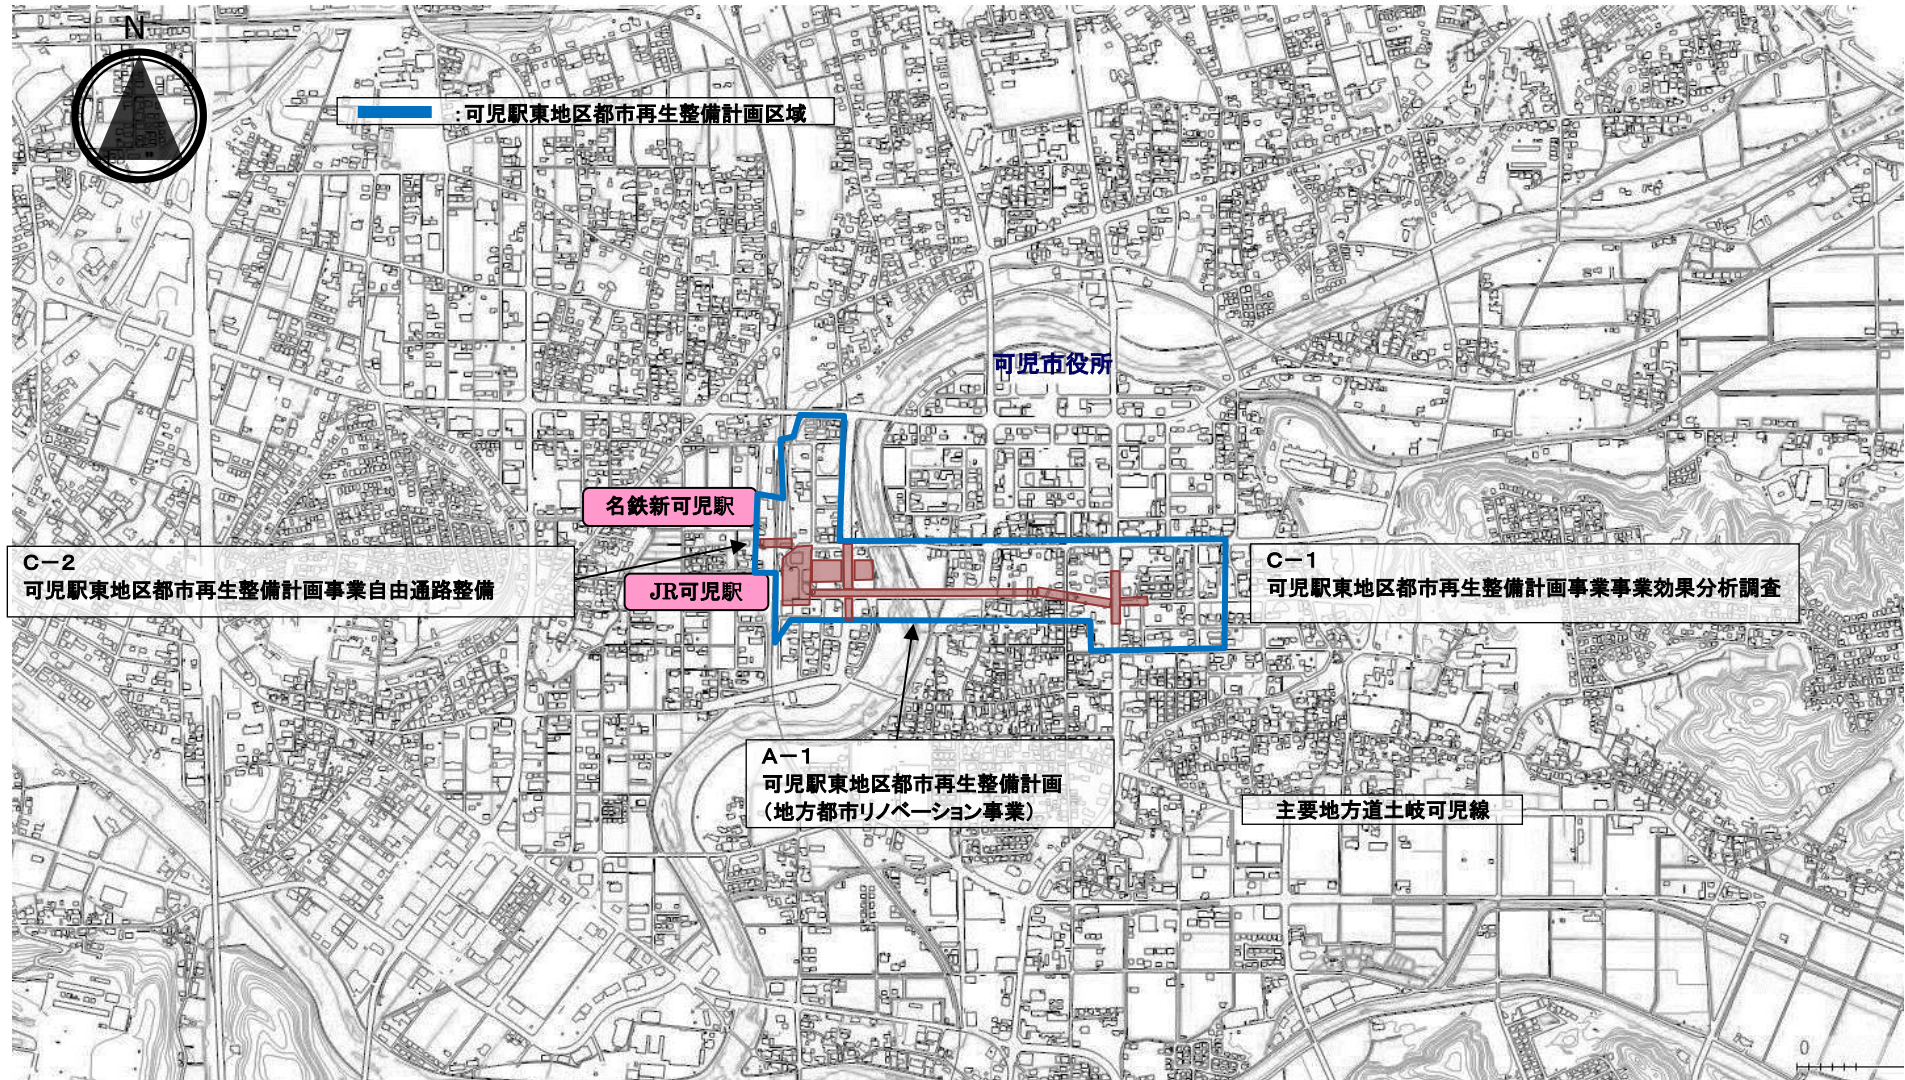 N
:可児駅東地区都市再生整備計画区域
可児市役所
名鉄新可児駅
C-2
可児駅東地区都市再生整備計画事業自由通路整備
JR可児駅
C-1
可児駅東地区都市再生整備計画事業事業効果分析調査
A-1
可児駅東地区都市再生整備計画
(地方都市リノベーション事業)
主要地方道土岐可児線
0